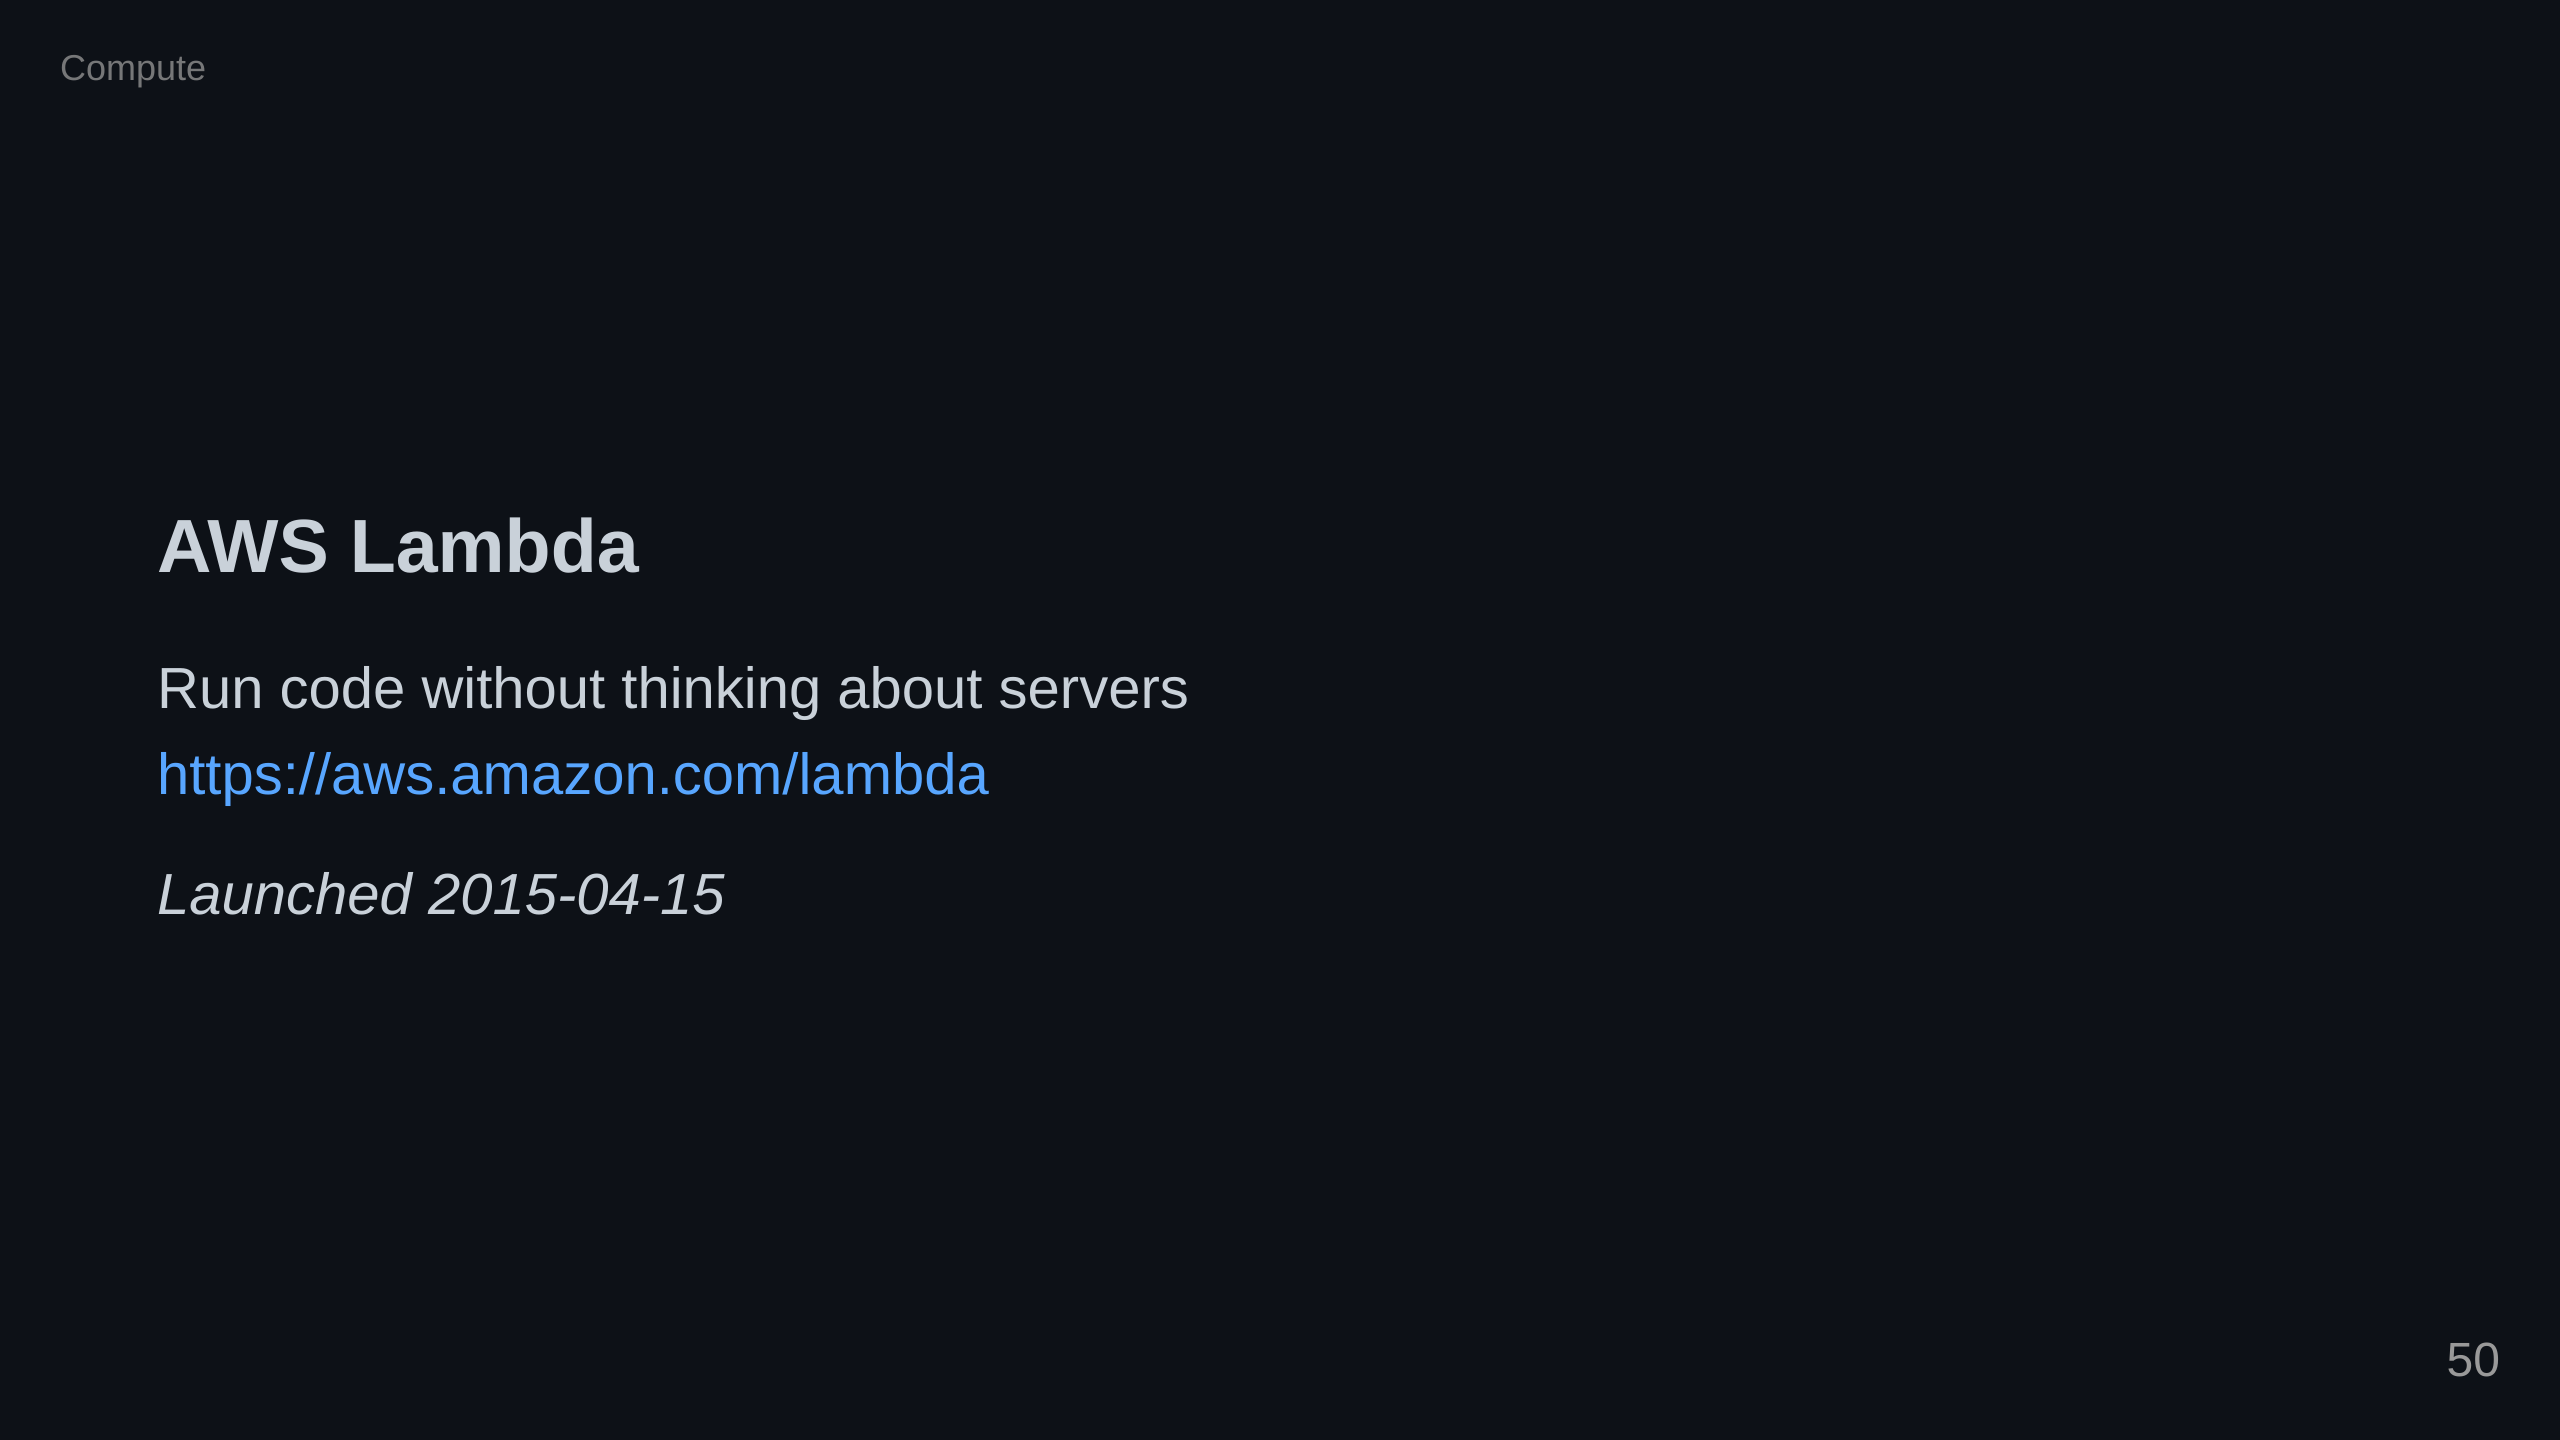 Compute
AWS Lambda
Run code without thinking about servers
https://aws.amazon.com/lambda
Launched 2015-04-15
50